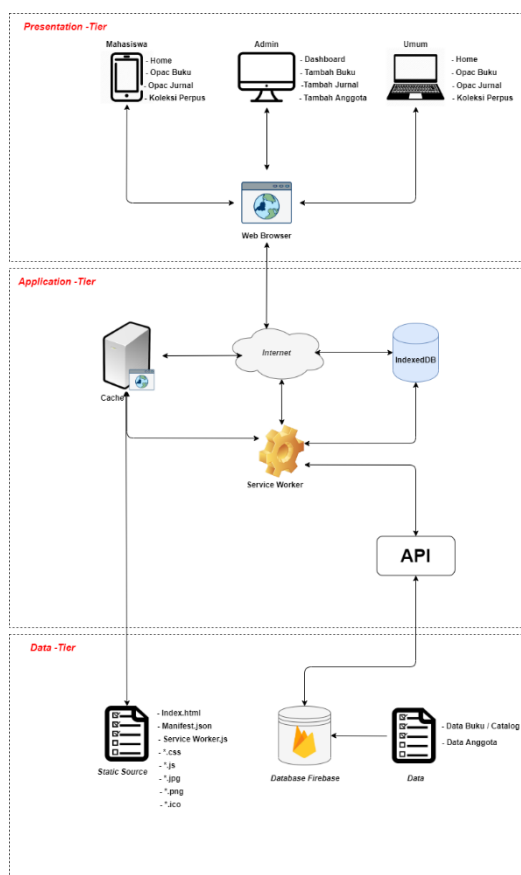 Presentation -Tier
Mahasiswa
- Home
- Opac Buku
- Opac Jurnal
- Koleksi Perpus
Admin
- Dashboard
- Tambah Buku
-Tambah Jurnal
- Tambah Anggota
Umum
- Home
- Opac Buku
- Opac Jurnal
- Koleksi Perpus
Web Browser
Application -Tier
Internet
Cache
IndexedDB
Service Worker
API
Data -Tier
- Index.html
- Manifest.json
- Service Worker.js
- *.css
- *.js
- *.jpg
- *.png
- *.ico
Static Source
Database Firebase
- Data Buku / Catalog
- Data Anggota
Data